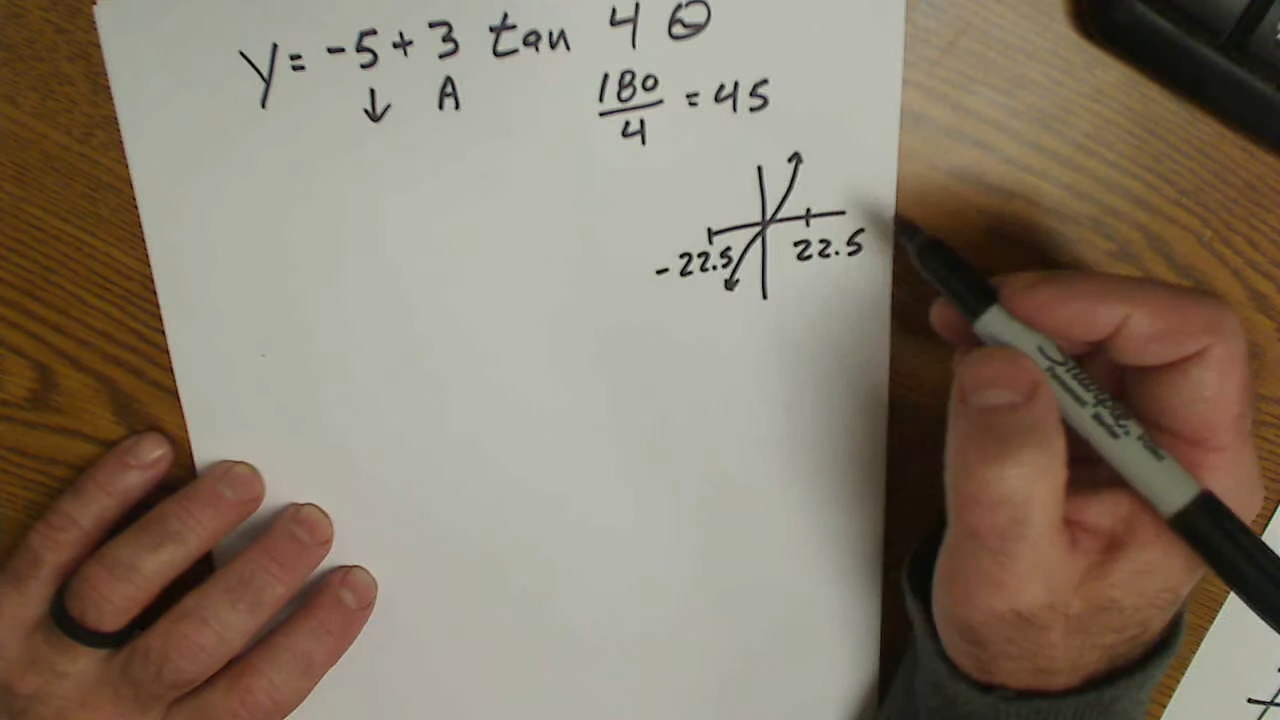 y = -5 + 3 tan 4 Θ
↓ A 180/4 = 45
-22.5 22.5
Sharpie.